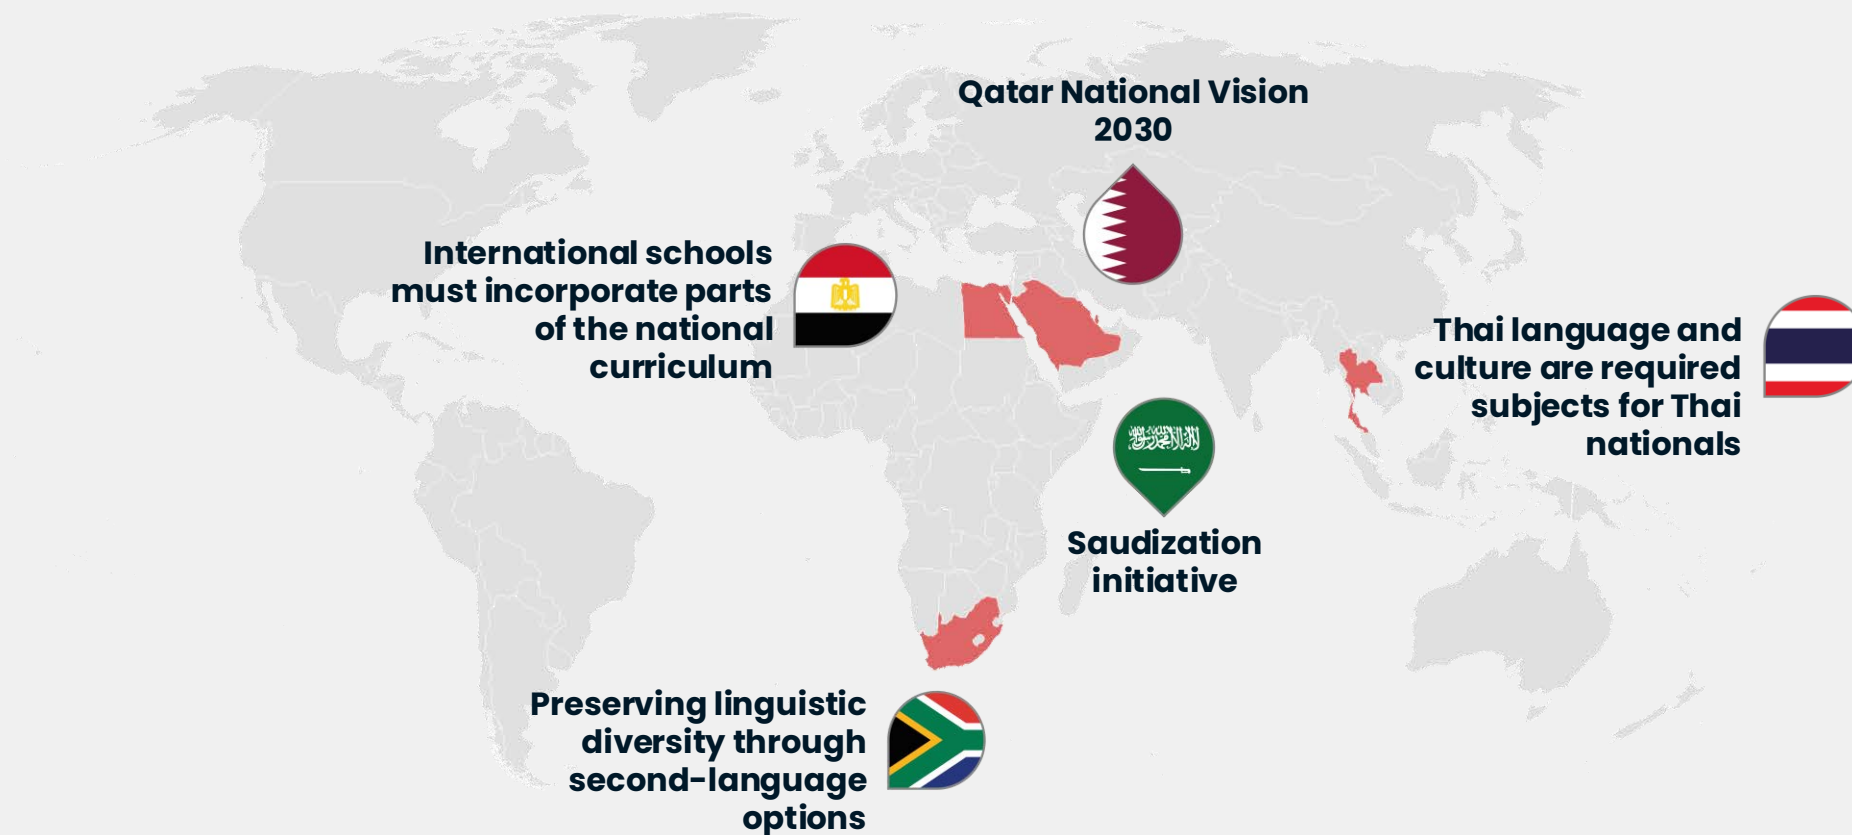 Qatar National Vision
2030
International schools
must incorporate parts
of the national
curriculum
Thai language and
culture are required
subjects for Thai
nationals
Saudization
initiative
Preserving linguistic
diversity through
second-language
options